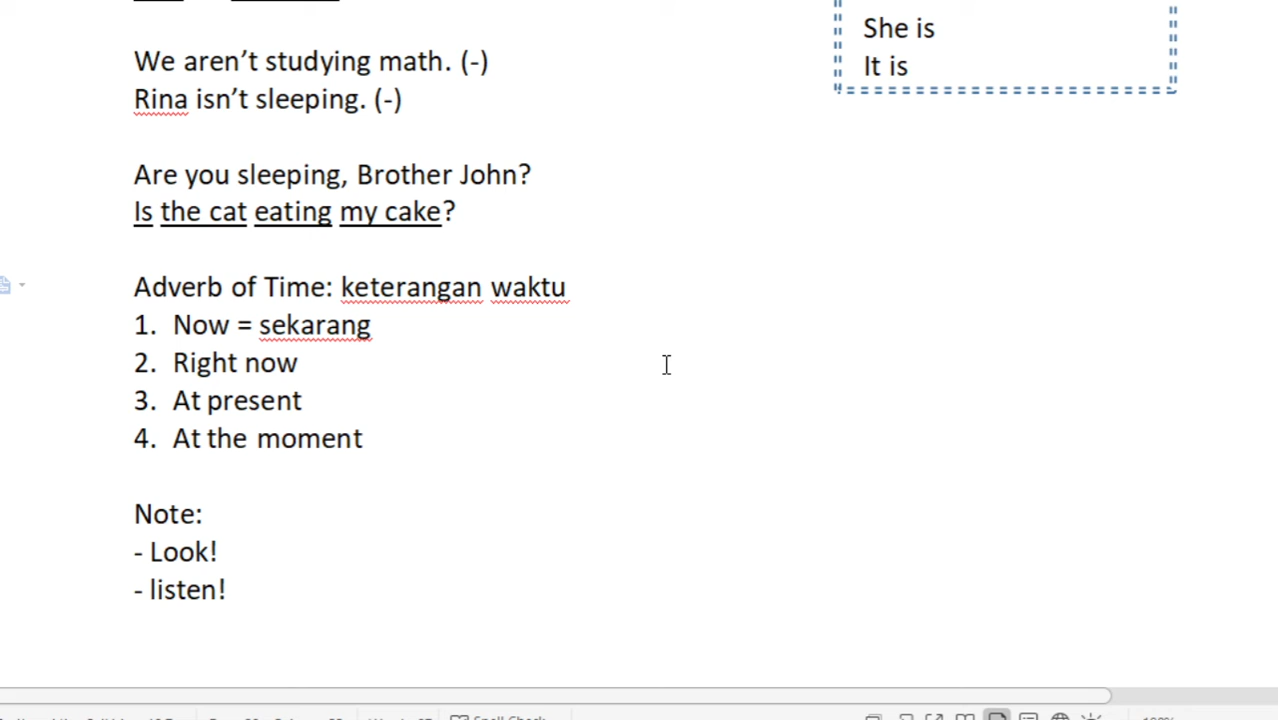 She is
It is
We aren't studying math. (-)
Rina isn't sleeping. (-)
Are you sleeping, Brother John?
Is the cat eating my cake?
Adverb of Time: keterangan waktu
1. Now = sekarang
2. Right now
3. At present
4. At the moment
Note:
- Look!
- listen!